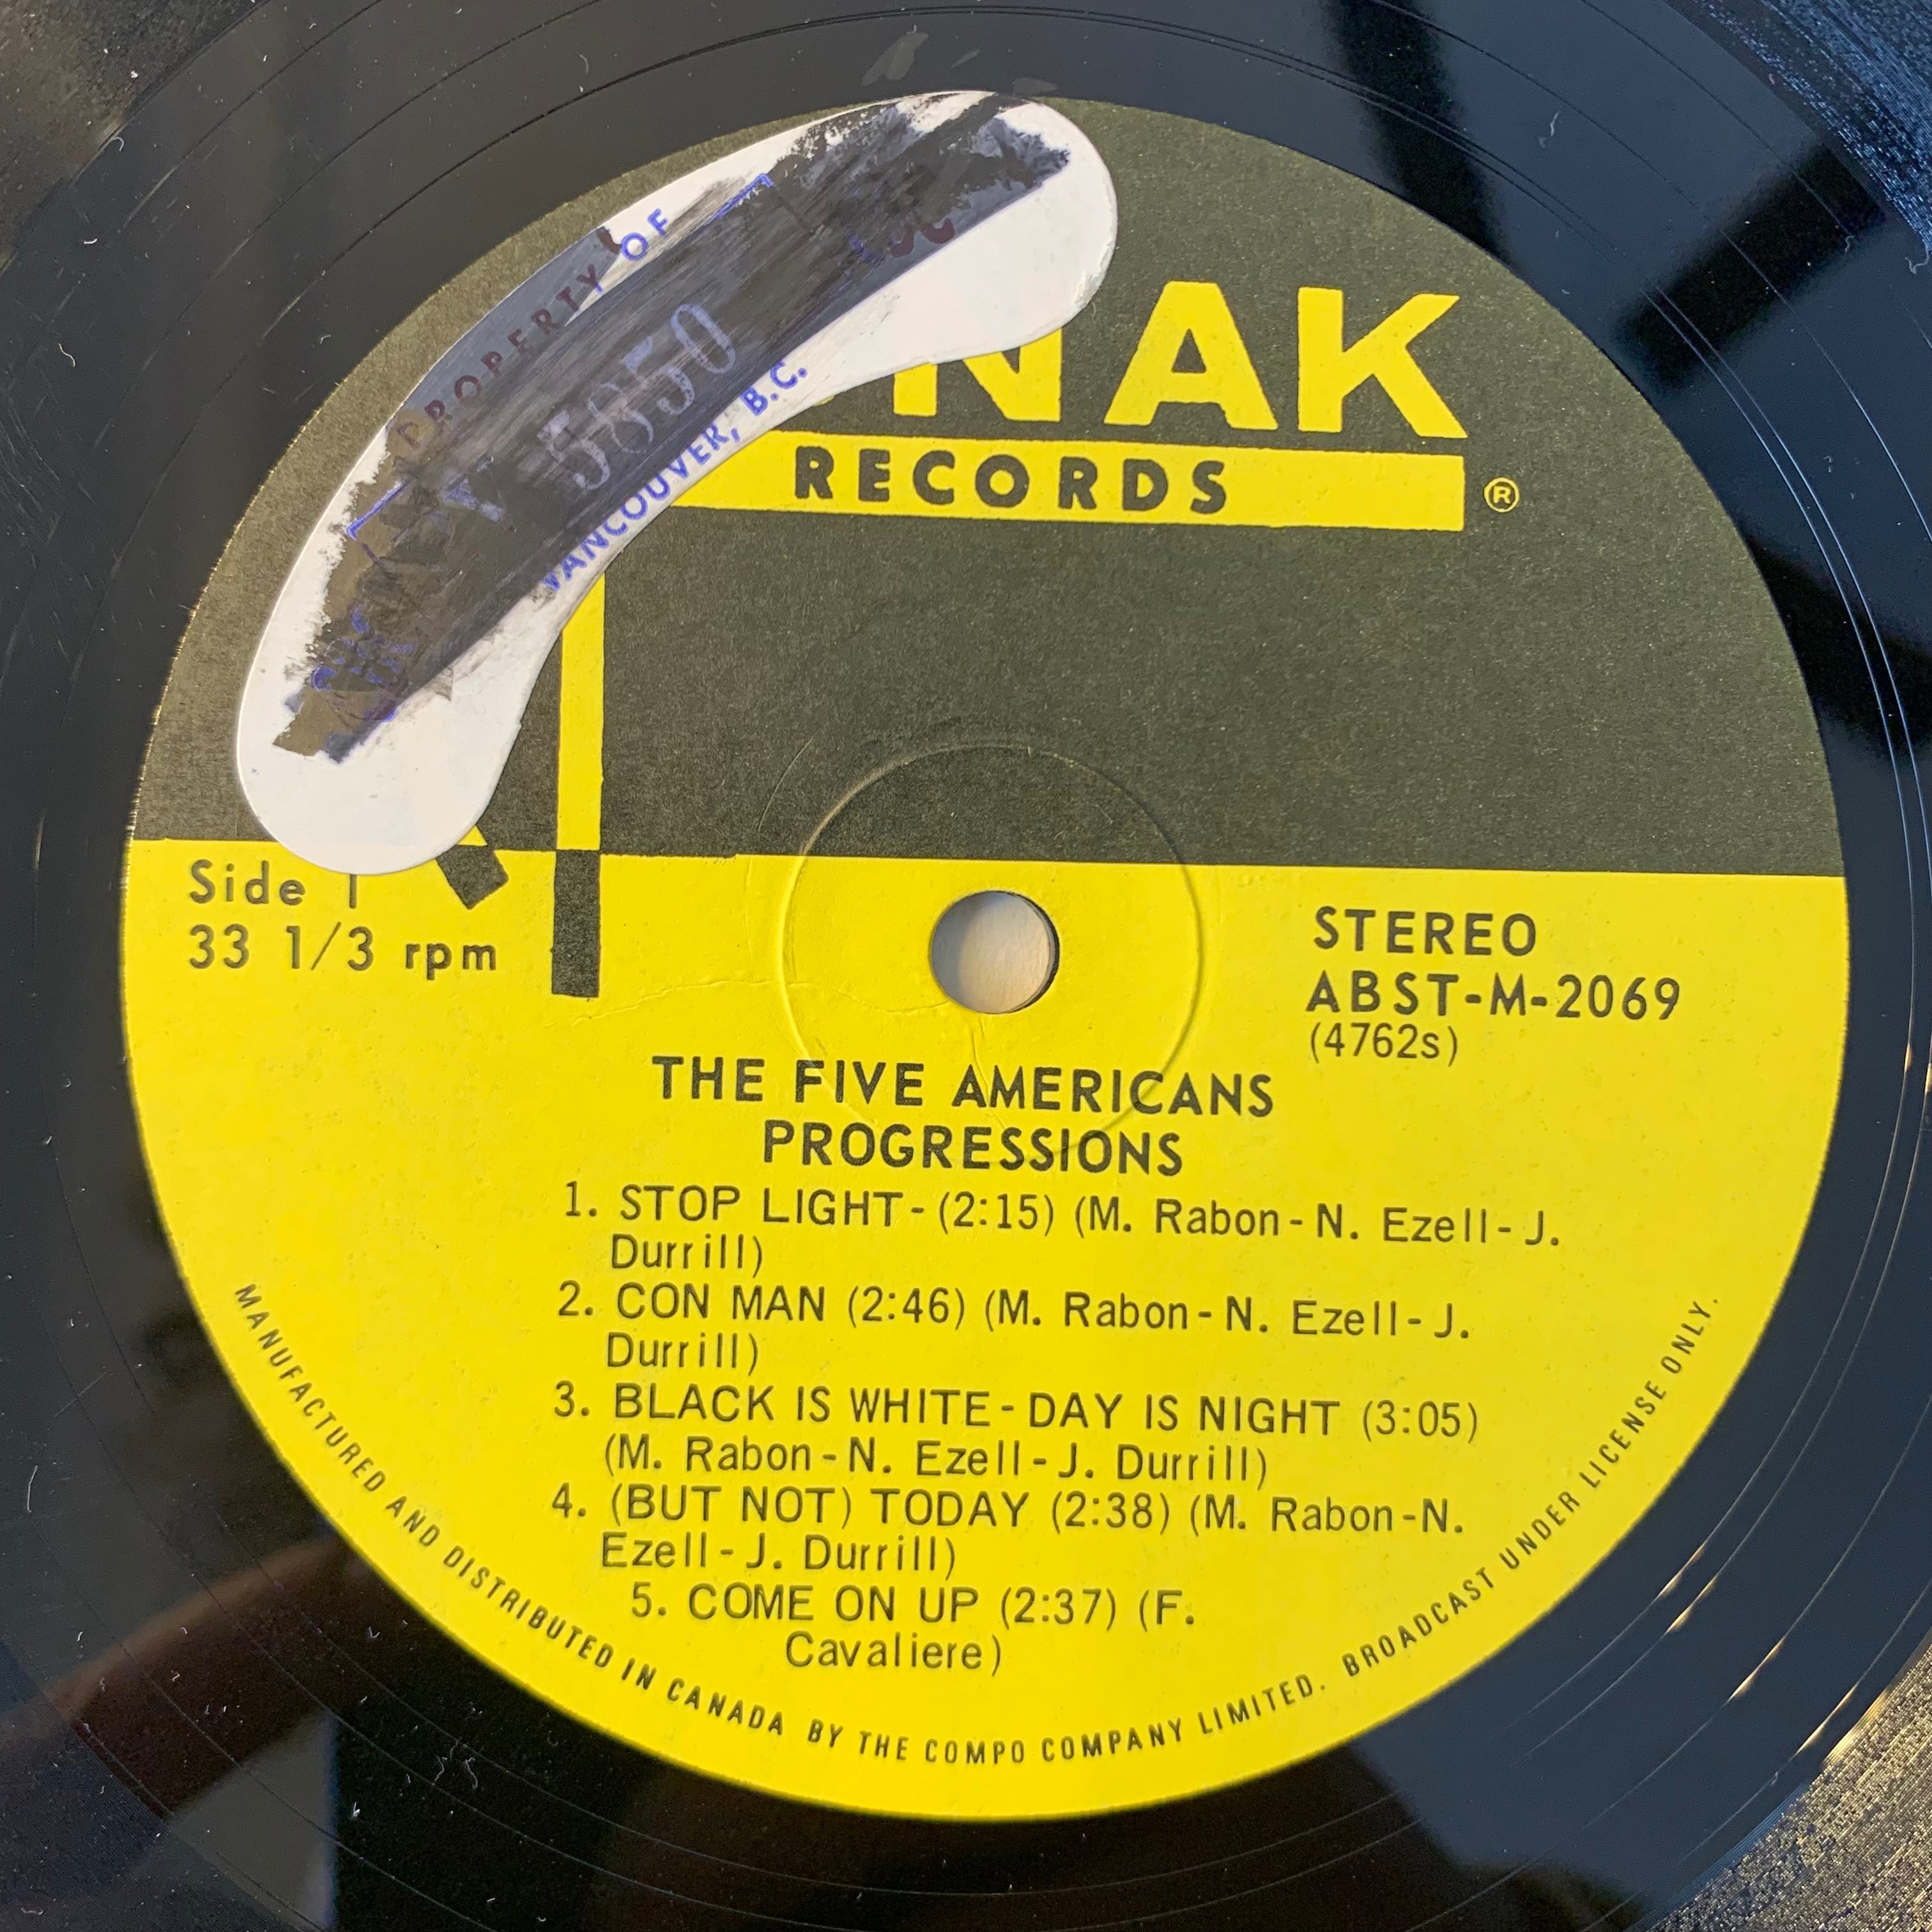 PROPERTY OF
5050
VANCOUVER, B.C.
NAK
RECORDS
®
Side 1
33 1/3 rpm
STEREO
ABST-M-2069
(4762s)
THE FIVE AMERICANS
PROGRESSIONS
1. STOP LIGHT - (2:15) (M. Rabon - N. Ezell - J.
Durrill)
2. CON MAN (2:46) (M. Rabon - N. Ezell - J.
Durrill)
3. BLACK IS WHITE - DAY IS NIGHT (3:05)
(M. Rabon - N. Ezell - J. Durrill)
4. (BUT NOT) TODAY (2:38) (M. Rabon -N.
Ezell - J. Durrill)
5. COME ON UP (2:37) (F.
Cavaliere)
MANUFACTURED AND DISTRIBUTED IN CANADA BY THE COMPO COMPANY LIMITED. BROADCAST UNDER LICENSE ONLY.